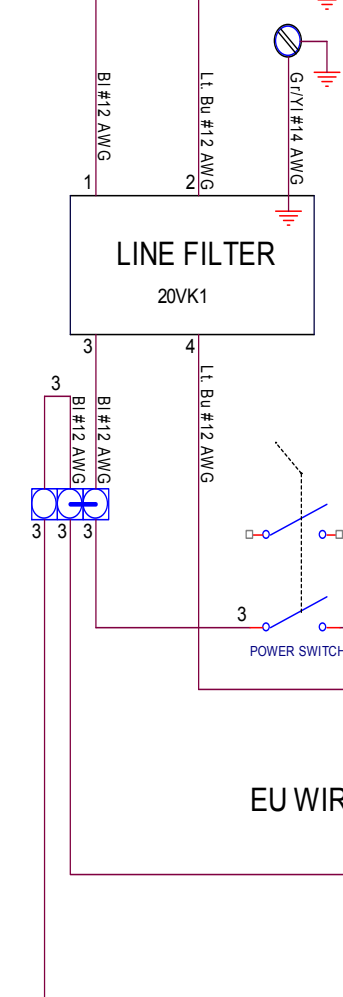 Bl #12 AWG
Lt. Bu #12 AWG
Gr/Yl #14 AWG
1
2
LINE FILTER
20VK1
3
4
3
Bl #12 AWG
Bl #12 AWG
Lt. Bu #12 AWG
3
3
3
3
POWER SWITCH
EU WIR